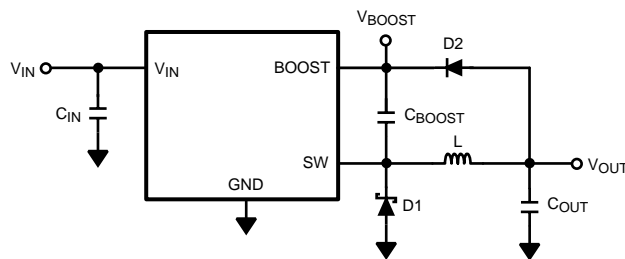 VBOOST
D2
VIN
VIN
BOOST
CIN
CBOOST
L
SW
VOUT
GND
D1
COUT